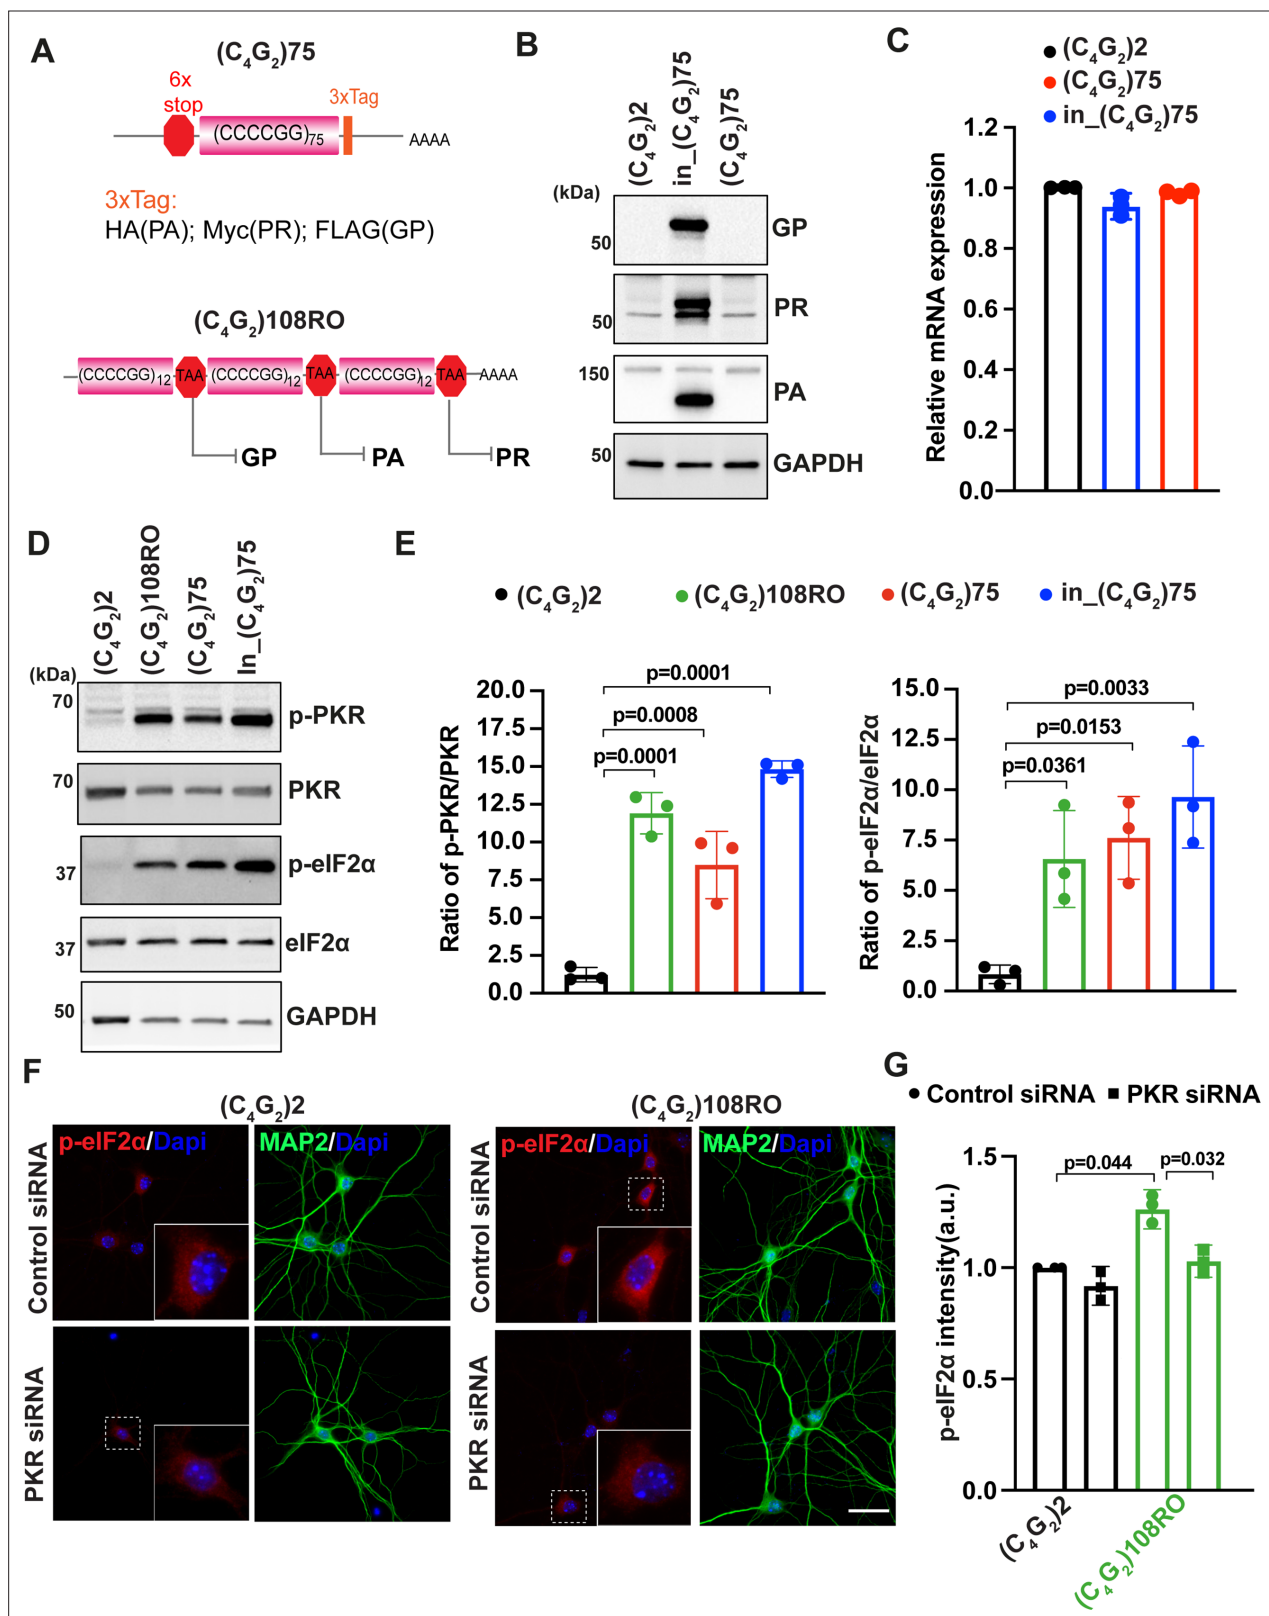 A
(C4G2)75
6x
stop
3xTag
(CCCCGG)75
AAAA
3xTag:
HA(PA); Myc(PR); FLAG(GP)
(C4G2)108RO
(CCCCGG)12 TAA (CCCCGG)12 TAA (CCCCGG)12 TAA AAAA
GP PA PR
B
(C4G2)2
in_(C4G2)75
(C4G2)75
(kDa)
50
GP
50
PR
150
PA
50
GAPDH
C
(C4G2)2
(C4G2)75
in_(C4G2)75
Relative mRNA expression
1.2
1.0
0.8
0.6
0.4
0.2
0.0
D
(C4G2)2
(C4G2)108RO
(C4G2)75
In_(C4G2)75
(kDa)
70
p-PKR
70
PKR
37
p-eIF2α
37
eIF2α
50
GAPDH
E
(C4G2)2 (C4G2)108RO (C4G2)75 in_(C4G2)75
Ratio of p-PKR/PKR
20.0
17.5
15.0
12.5
10.0
7.5
5.0
2.5
0.0
p=0.0001
p=0.0008
p=0.0001
Ratio of p-eIF2α/eIF2α
15.0
12.5
10.0
7.5
5.0
2.5
0.0
p=0.0033
p=0.0153
p=0.0361
F
(C4G2)2
(C4G2)108RO
Control siRNA
p-eIF2α/Dapi
MAP2/Dapi
Control siRNA
p-eIF2α/Dapi
MAP2/Dapi
PKR siRNA
PKR siRNA
G
Control siRNA PKR siRNA
p-eIF2α intensity(a.u.)
1.5
1.0
0.5
0.0
p=0.044
p=0.032
(C4G2)2
(C4G2)108RO